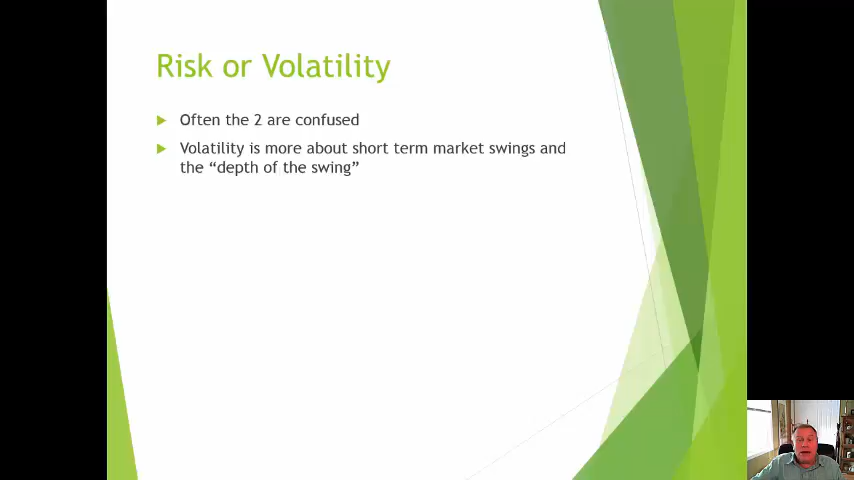 Risk or Volatility
Often the 2 are confused
Volatility is more about short term market swings and
the “depth of the swing”